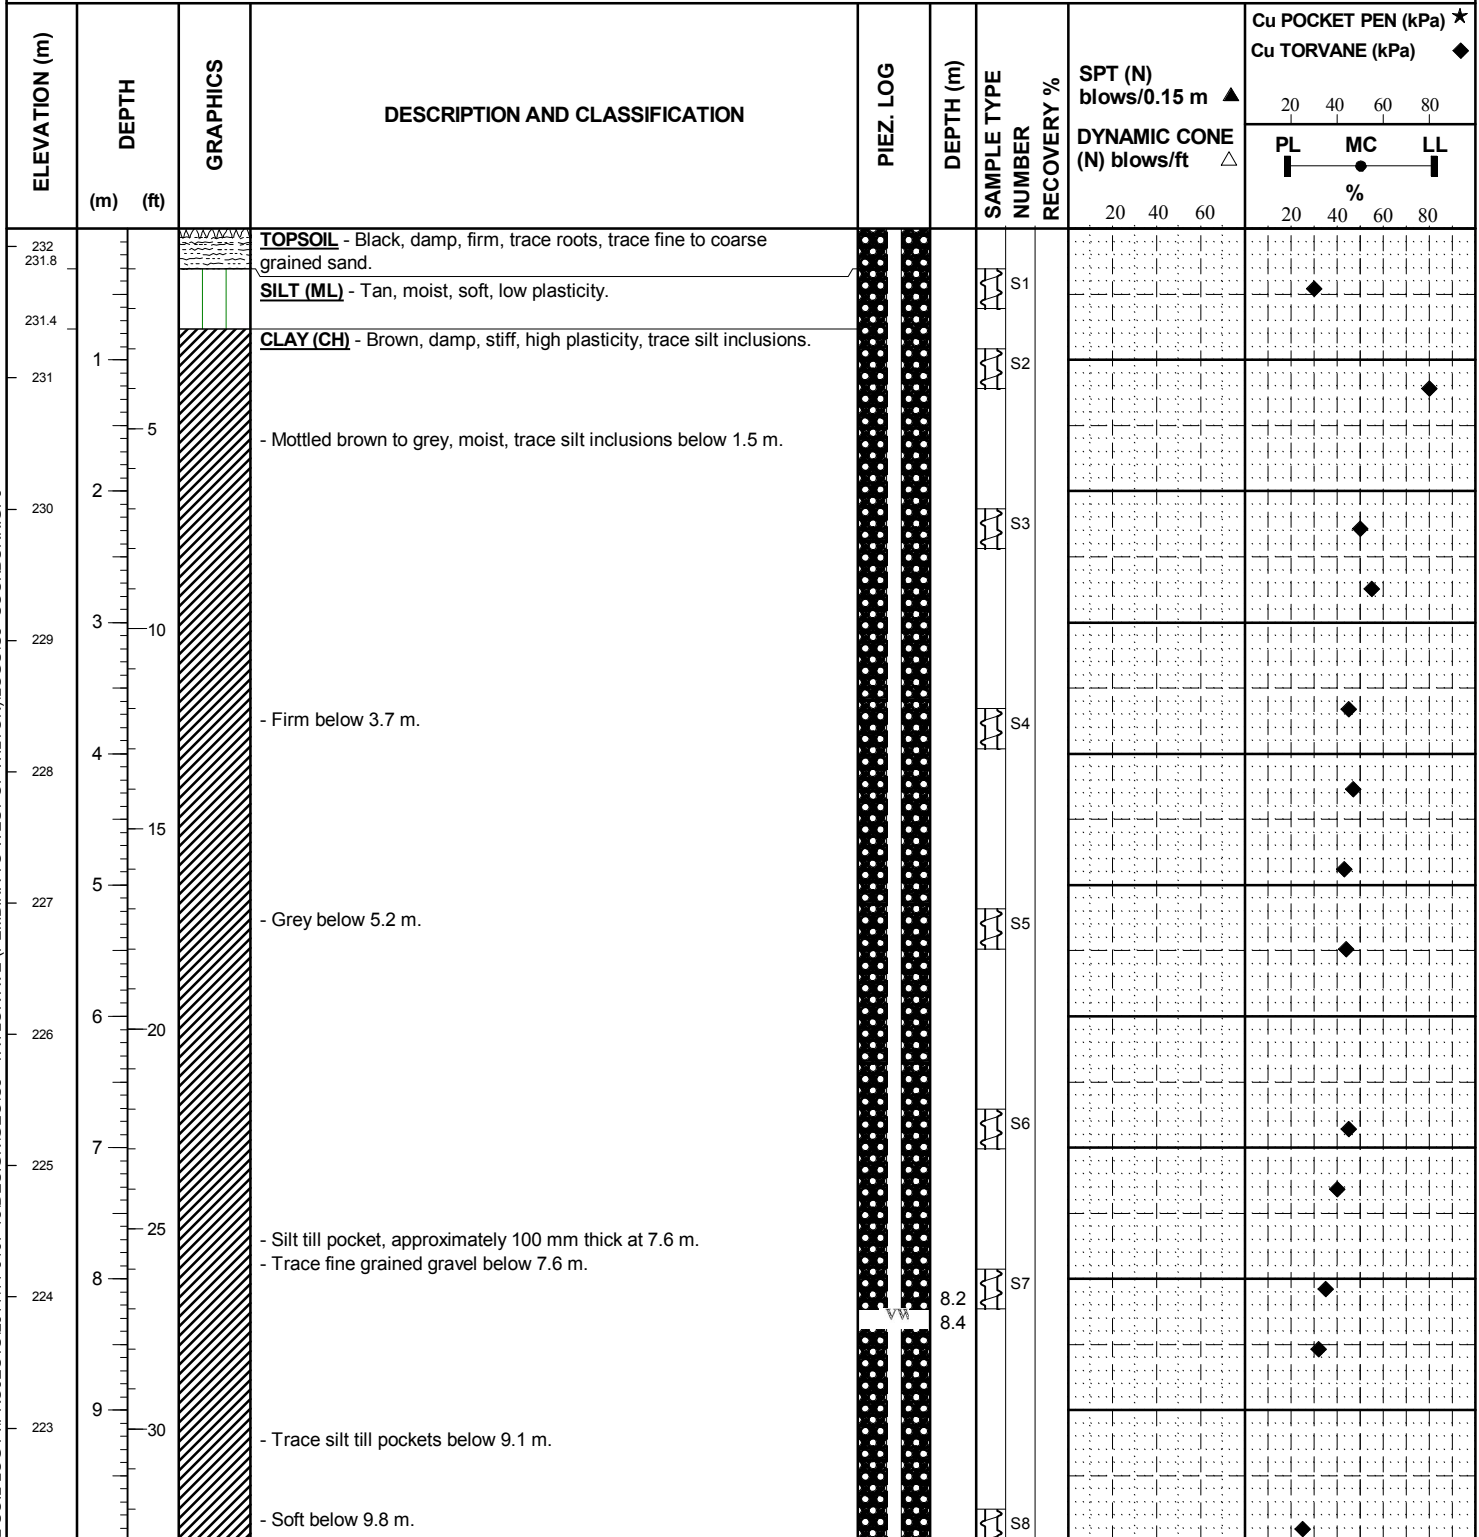 ELEVATION (m)
DEPTH
(m) (ft)
GRAPHICS
DESCRIPTION AND CLASSIFICATION
PIEZ. LOG
DEPTH (m)
SAMPLE TYPE
NUMBER
RECOVERY %
SPT (N)
blows/0.15 m
DYNAMIC CONE
(N) blows/ft
20 40 60
Cu POCKET PEN (kPa)
Cu TORVANE (kPa)
20 40 60 80
PL MC LL
%
20 40 60 80
232
231.8
231.4
231
230
229
228
227
226
225
224
223
1
2
3
4
5
6
7
8
9
5
10
15
20
25
30
TOPSOIL - Black, damp, firm, trace roots, trace fine to coarse
grained sand.
SILT (ML) - Tan, moist, soft, low plasticity.
CLAY (CH) - Brown, damp, stiff, high plasticity, trace silt inclusions.
- Mottled brown to grey, moist, trace silt inclusions below 1.5 m.
- Firm below 3.7 m.
- Grey below 5.2 m.
- Silt till pocket, approximately 100 mm thick at 7.6 m.
- Trace fine grained gravel below 7.6 m.
- Trace silt till pockets below 9.1 m.
- Soft below 9.8 m.
VW
8.2
8.4
S1
S2
S3
S4
S5
S6
S7
S8